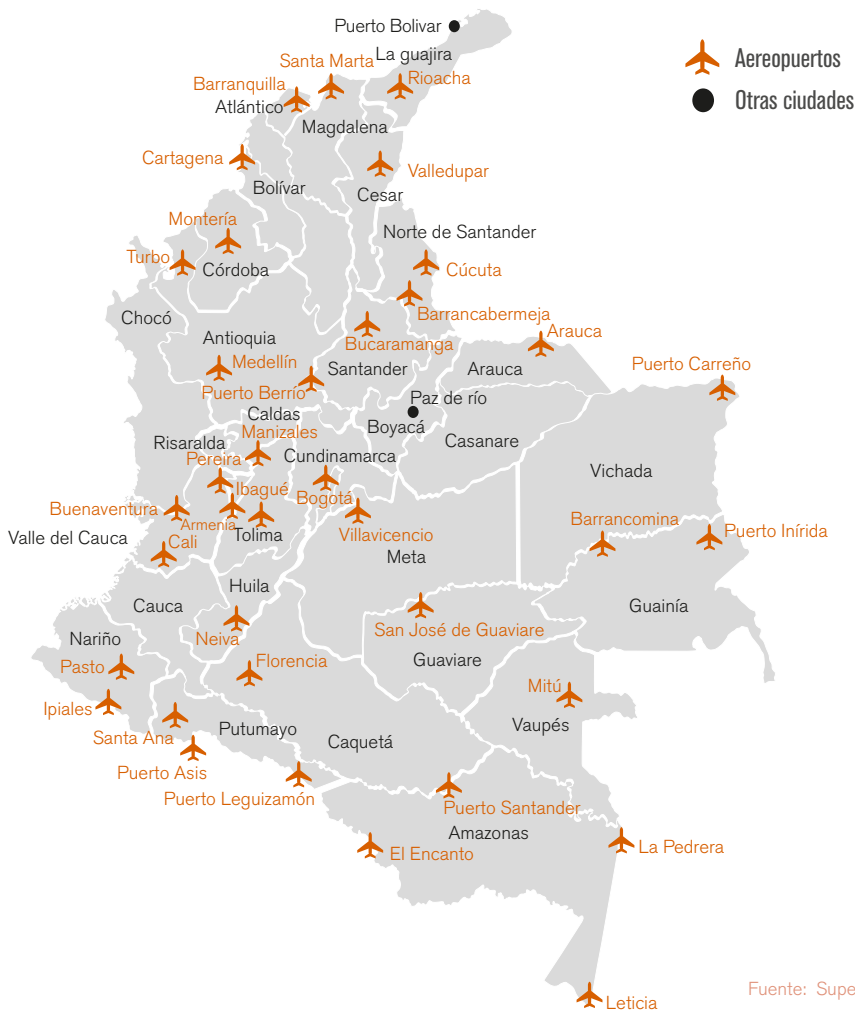 Puerto Bolivar
La guajira
Santa Marta
Aereopuertos
Rioacha
Barranquilla
Otras ciudades
Atlántico
Magdalena
Cartagena
Valledupar
Bolívar
Cesar
Montería
Norte de Santander
Turbo
Córdoba
Cúcuta
Chocó
Barrancabermeja
Antioquia
Bucaramanga
Arauca
Medellín
Santander
Arauca
Puerto Carreño
Puerto Berrío
Paz de río
Caldas
Boyacá
Manizales
Risaralda
Casanare
Pereira
Cundinamarca
Vichada
Ibagué
Bogotá
Buenaventura
Armenia
Villavicencio
Barrancomina
Puerto Inírida
Valle del Cauca
Cali
Tolima
Meta
Huila
Cauca
Guainía
Nariño
Neiva
San José de Guaviare
Pasto
Florencia
Guaviare
Mitú
Ipiales
Vaupés
Santa Ana
Putumayo
Caquetá
Puerto Asis
Puerto Leguizamón
Puerto Santander
Amazonas
El Encanto
La Pedrera
Fuente: Supe
Leticia